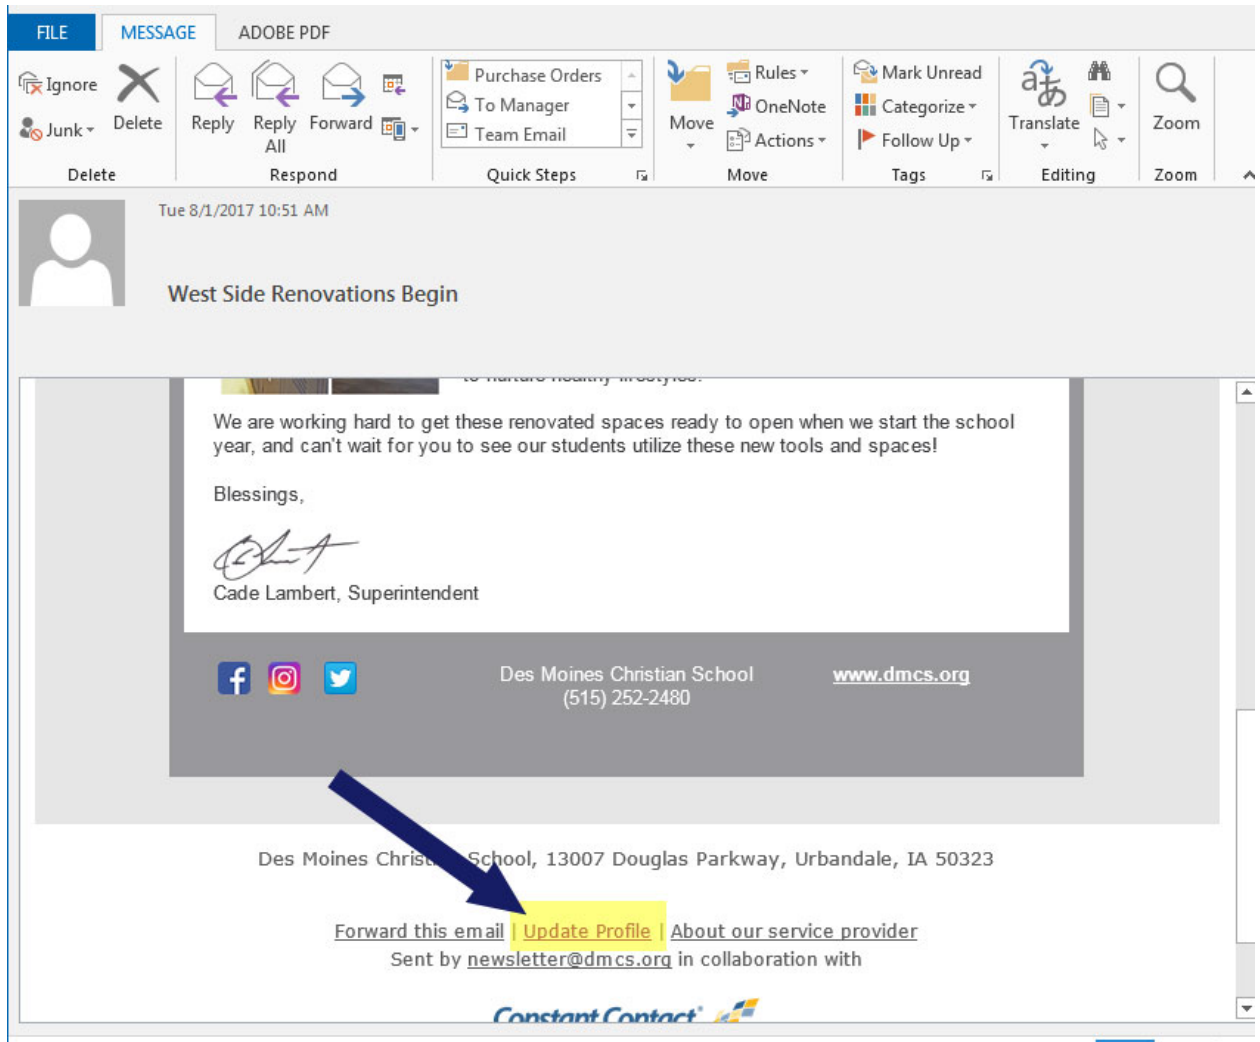 FILE MESSAGE ADOBE PDF
Ignore
Junk
Delete
Delete
Reply
Reply All
Forward
Respond
Purchase Orders
To Manager
Team Email
Quick Steps
Move
Rules
OneNote
Actions
Move
Mark Unread
Categorize
Follow Up
Tags
Translate
Editing
Zoom
Zoom
Tue 8/1/2017 10:51 AM
West Side Renovations Begin
to nurture healthy
We are working hard to get these renovated spaces ready to open when we start the school
year, and can't wait for you to see our students utilize these new tools and spaces!
Blessings,
Cade Lambert, Superintendent
Des Moines Christian School www.dmcs.org
(515) 252-2480
Des Moines School, 13007 Douglas Parkway, Urbandale, IA 50323
Forward this email | Update Profile | About our service provider
Sent by newsletter@dmcs.org in collaboration with
Constant Contact